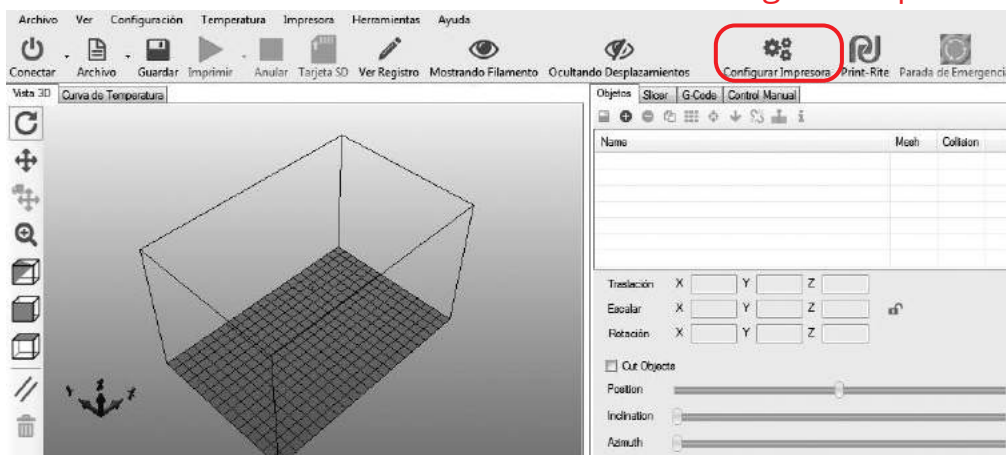 Archivo Ver Configuración Temperatura Impresora Herramientas Ayuda
Conectar Archivo Guardar Imprimir Anular Tarjeta SD Ver Registro Mostrando Filamento Ocultando Desplazamientos Configurar Impresora Print-Rite Parada de Emergenci
Vista 3D Curva de Temperatura
Objetos Slicer G-Code Control Manual
Name Mesh Collision
Traslación X Y Z
Escalar X Y Z
Rotación X Y Z
Cut Objects
Position
Inclination
Azimuth